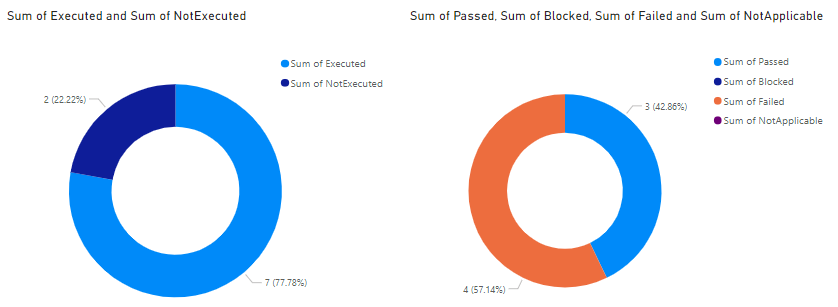 Sum of Executed and Sum of NotExecuted
Sum of Executed
Sum of NotExecuted
2 (22.22%)
7 (77.78%)
Sum of Passed, Sum of Blocked, Sum of Failed and Sum of NotApplicable
Sum of Passed
Sum of Blocked
Sum of Failed
Sum of NotApplicable
3 (42.86%)
4 (57.14%)